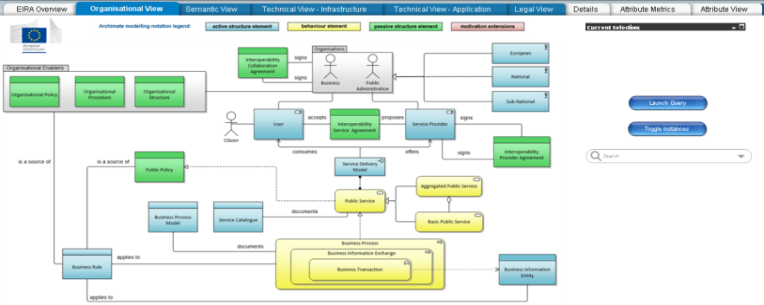 EIRA Overview
Organisational View
Semantic View
Technical View - Infrastructure
Technical View - Application
Legal View
Details
Attribute Metrics
Attribute View
Archimate modelling notation legend:
active structure element
behaviour element
passive structure element
motivation extensions
Current Selection
European
Commission
Organisational Enablers
Organisational Policy
Organisational
Procedure
Organisational
Structure
Interoperability
Collaboration
Agreement
signs
signs
Organisations
Business
Public
Administration
European
National
Sub-National
Launch Query
Toggle instances
Search
Citizen
User
accepts
Interoperability
Service Agreement
proposes
Service Provider
signs
signs
Interoperability
Provider Agreement
consumes
offers
Service Delivery
Model
is a source of
is a source of
Public Policy
Public Service
Aggregated Public Service
Basic Public Service
Business Process
Model
Service Catalogue
documents
documents
Business Process
Business Information Exchange
Business Transaction
Business Rule
applies to
applies to
Business Information
Entity